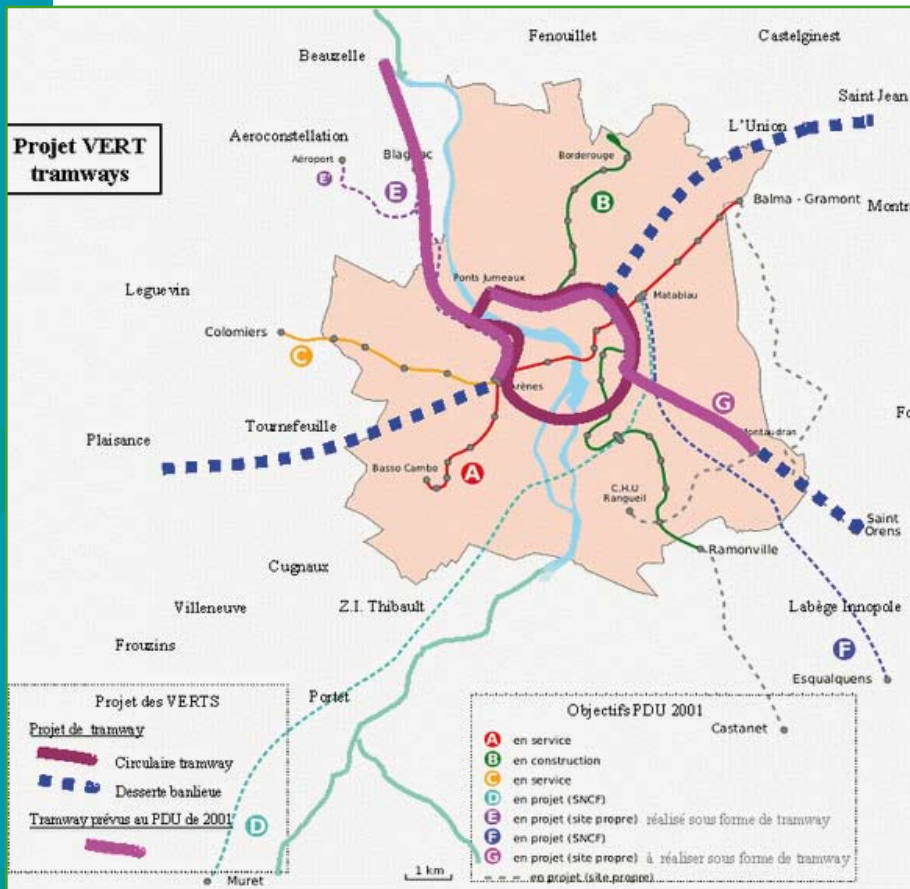 Fenouillet
Castelginest
Beauzelle
Saint Jean
Projet VERT
tramways
Aeroconstellation
L'Union
Aéroport
Blagnac
Borderouge
E'
E
B
Balma - Gramont
Montr
Leguevin
Ponts Jumeaux
Matabiau
Colomiers
C
Arènes
G
Fo
Plaisance
Tournefeuille
Montaudran
Basso Cambo
A
C.H.U
Rangueil
Saint
Orens
Ramonville
Cugnaux
Villeneuve
Z.I. Thibault
Labège Innopole
Frouzins
F
Esqualquens
Portet
Castanet
Projet des VERTS
Projet de tramway
Circulaire tramway
Desserte banlieue
Tramway prévus au PDU de 2001
D
Muret
1 km
Objectifs PDU 2001
A en service
B en construction
C en service
D en projet (SNCF)
E en projet (site propre) réalisé sous forme de tramway
F en projet (SNCF)
G en projet (site propre) à réaliser sous forme de tramway
en projet (site propre)